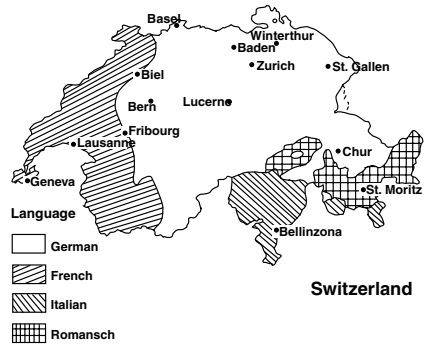 Basel
Winterthur
Baden
Zurich
St. Gallen
Biel
Bern
Lucerne
Fribourg
Lausanne
Chur
Geneva
St. Moritz
Bellinzona
Language
German
French
Italian
Romansch
Switzerland